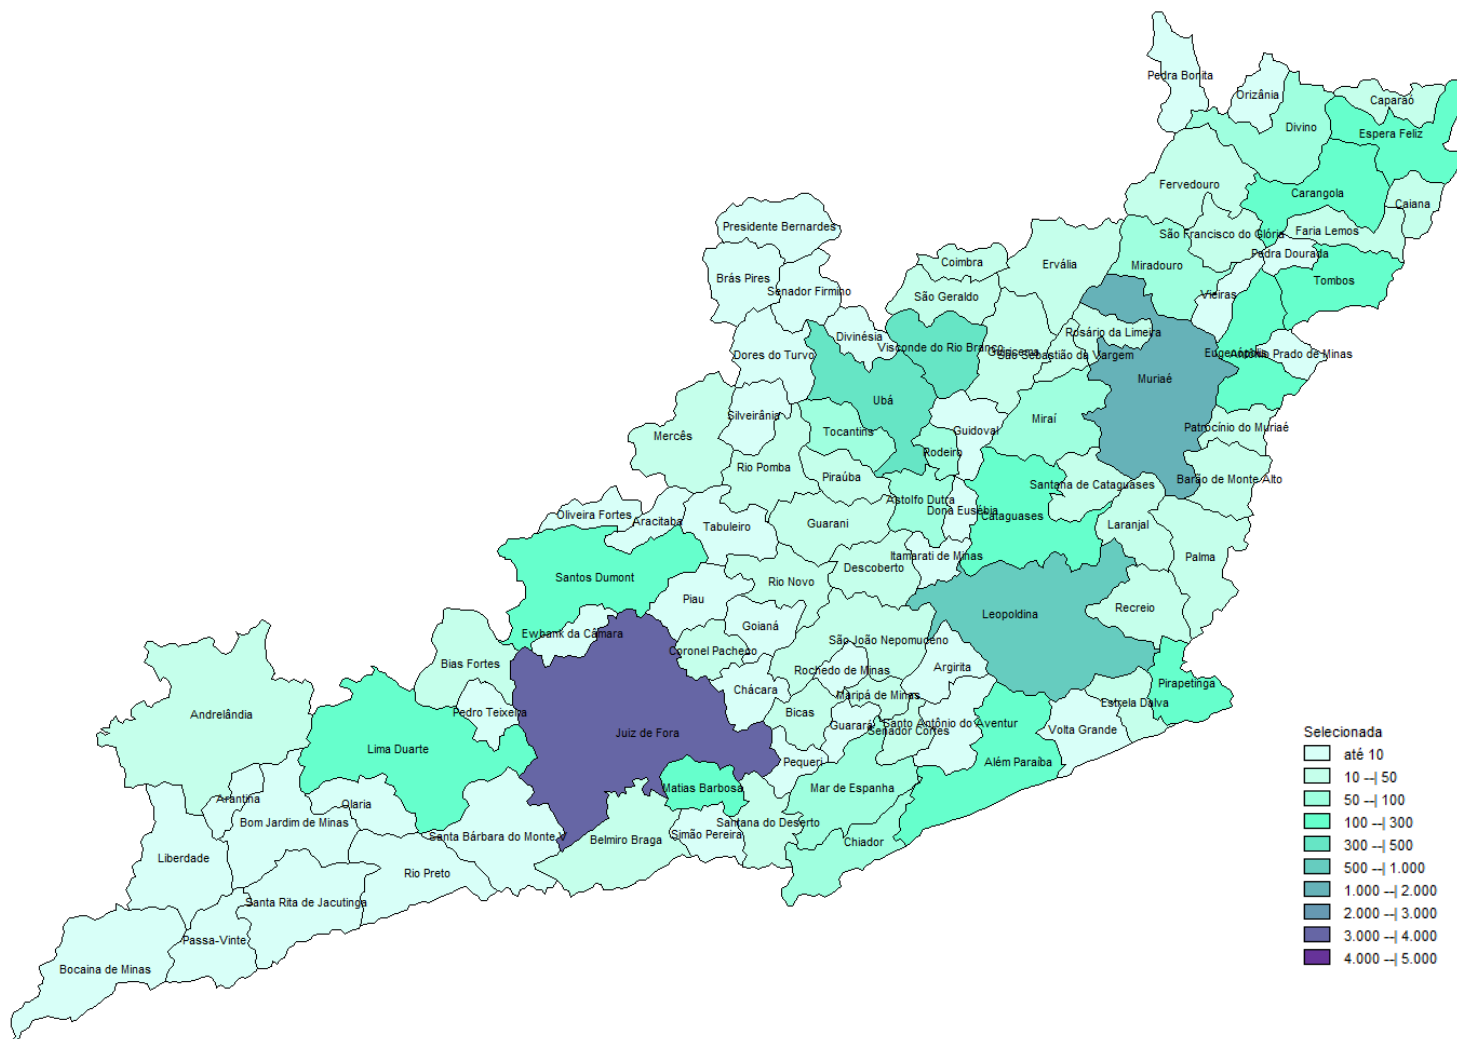 Pedra Bonita
Orizânia
Caparaó
Divino
Espera Feliz
Fervedouro
Carangola
Caiana
Presidente Bernardes
São Francisco do Glória
Faria Lemos
Pedra Dourada
Coimbra
Ervália
Miradouro
Brás Pires
Senador Firmino
São Geraldo
Vieiras
Tombos
Divinésia
Rosário da Limeira
Dores do Turvo
Visconde do Rio Branco
São Sebastião da Vargem
Eugenópolis
Antônio Prado de Minas
Muriaé
Ubá
Silveirânia
Miraí
Mercês
Tocantins
Guidoval
Patrocínio do Muriaé
Rodeiro
Rio Pomba
Piraúba
Santana de Cataguases
Barão de Monte Alto
Astolfo Dutra
Dona Eusébia
Cataguases
Oliveira Fortes
Aracitaba
Tabuleiro
Guarani
Laranjal
Itamarati de Minas
Palma
Santos Dumont
Rio Novo
Descoberto
Piau
Recreio
Leopoldina
Goianá
Ewbank da Câmara
São João Nepomuceno
Coronel Pacheco
Bias Fortes
Rochedo de Minas
Argirita
Pirapetinga
Chácara
Maripá de Minas
Estrela Dalva
Andrelândia
Pedro Teixeira
Bicas
Guarará
Santo Antônio do Aventur
Senador Cortes
Volta Grande
Juiz de Fora
Lima Duarte
Pequeri
Além Paraíba
Matias Barbosa
Mar de Espanha
Arantina
Olaria
Bom Jardim de Minas
Santana do Deserto
Santa Bárbara do Monte V
Belmiro Braga
Simão Pereira
Chiador
Liberdade
Rio Preto
Santa Rita de Jacutinga
Passa-Vinte
Bocaina de Minas
Selecionada
até 10
10 --| 50
50 --| 100
100 --| 300
300 --| 500
500 --| 1.000
1.000 --| 2.000
2.000 --| 3.000
3.000 --| 4.000
4.000 --| 5.000